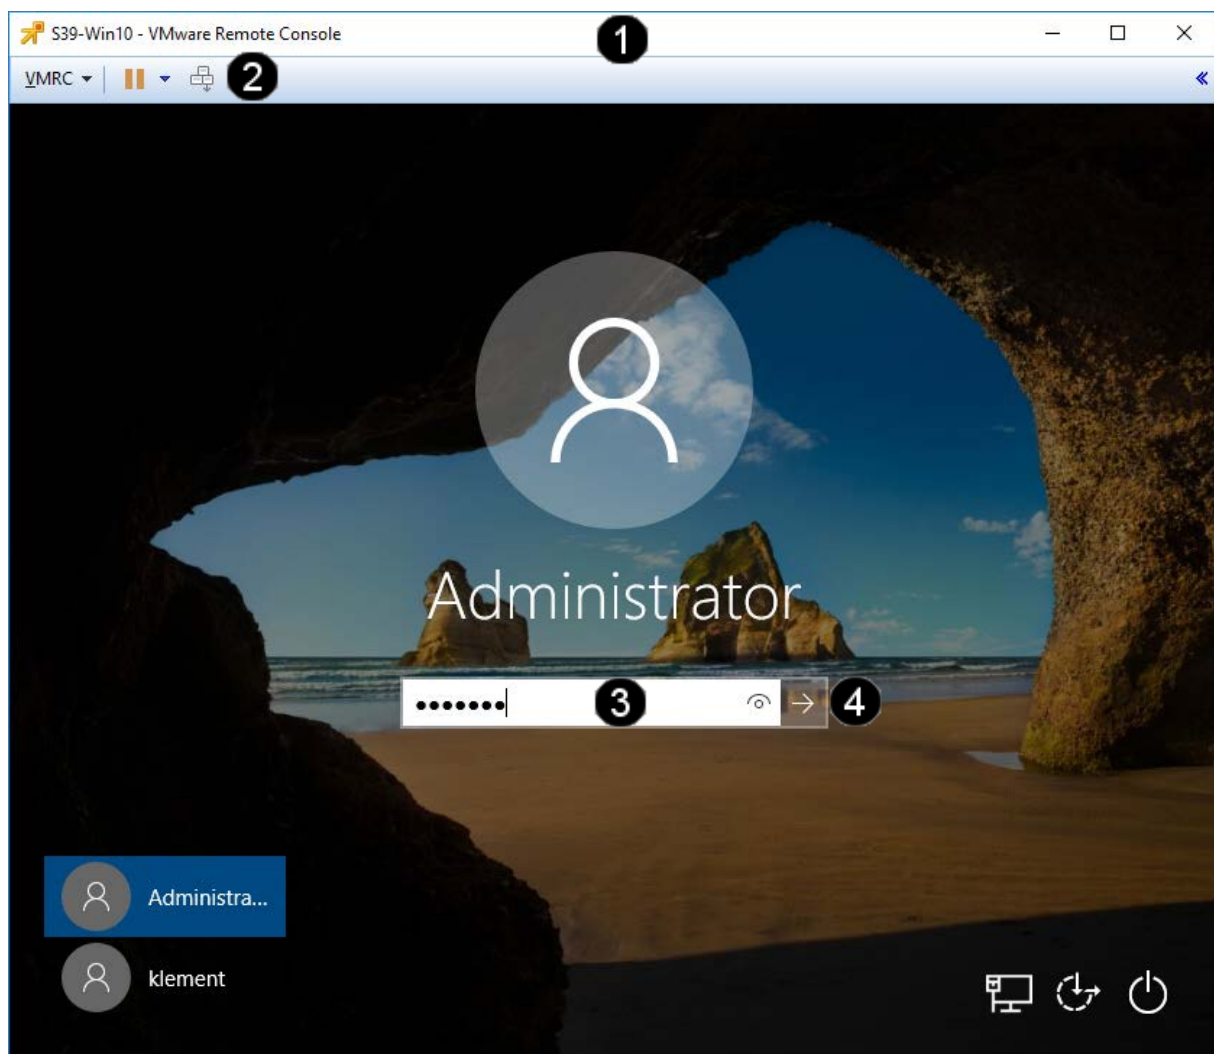 S39-Win10 - VMware Remote Console
1
VMRC
2
Administrator
3
4
Administra...
klement